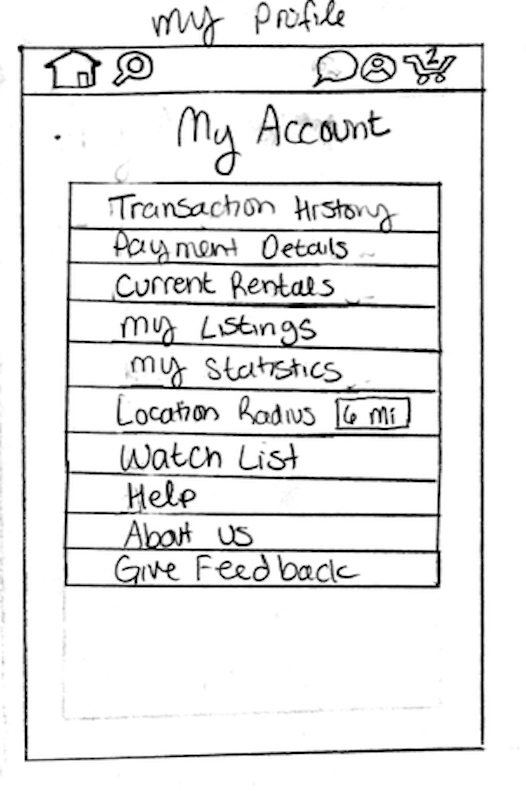 My Profile
2
My Account
Transaction History
Payment Details
Current Rentals
My Listings
My Statistics
Location Radius 6 Mi
Watch List
Help
About us
Give Feedback